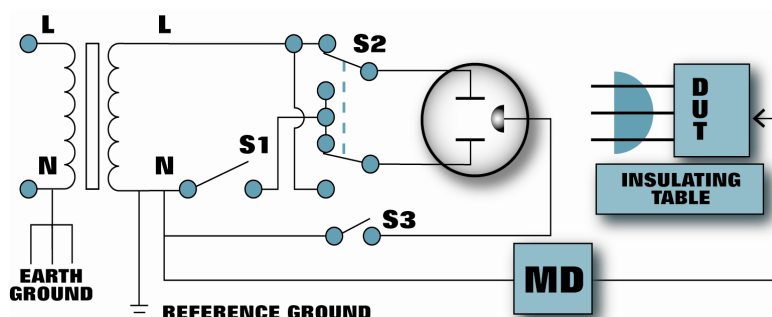 L
L
S2
D
U
T
S1
N
N
INSULATING
TABLE
S3
EARTH
GROUND
MD
REFERENCE GROUND